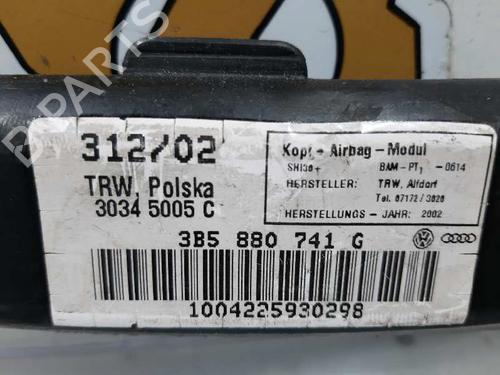 B-PARTS
312/02
TRW. Polska
3034 5005 C
Kopf-Airbag-Modul
BAM-PT1-0614
HERSTELLER: TRW, Alfdorf
Tel. 07172/3020
HERSTELLUNGS-JAHR: 2002
3B5 880 741 G
1004225930298